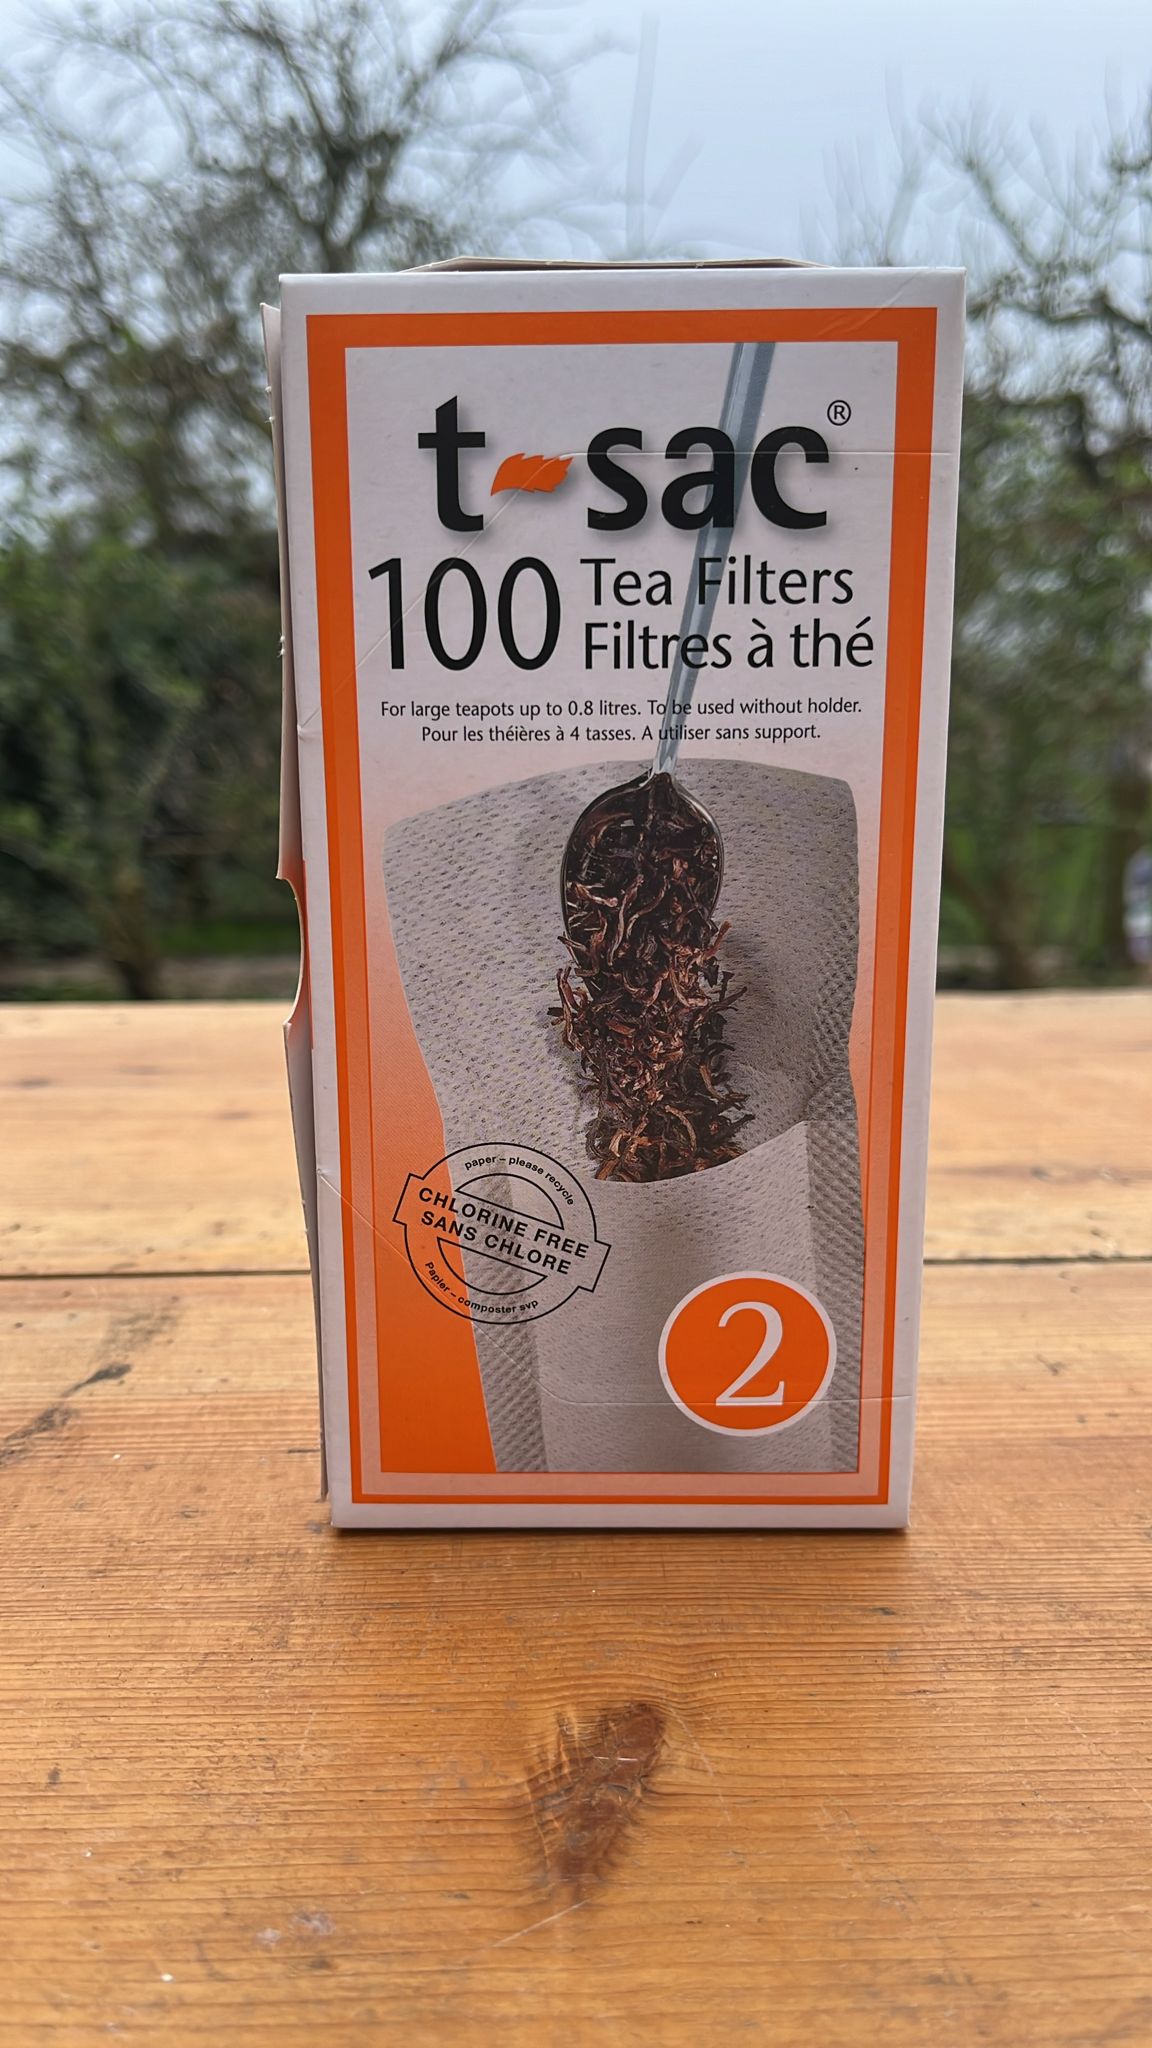 t-sac®
100 Tea Filters
Filtres à thé
For large teapots up to 0.8 litres. To be used without holder.
Pour les théières à 4 tasses. A utiliser sans support.
paper – please recycle
CHLORINE FREE
SANS CHLORE
Papier – composter svp
2